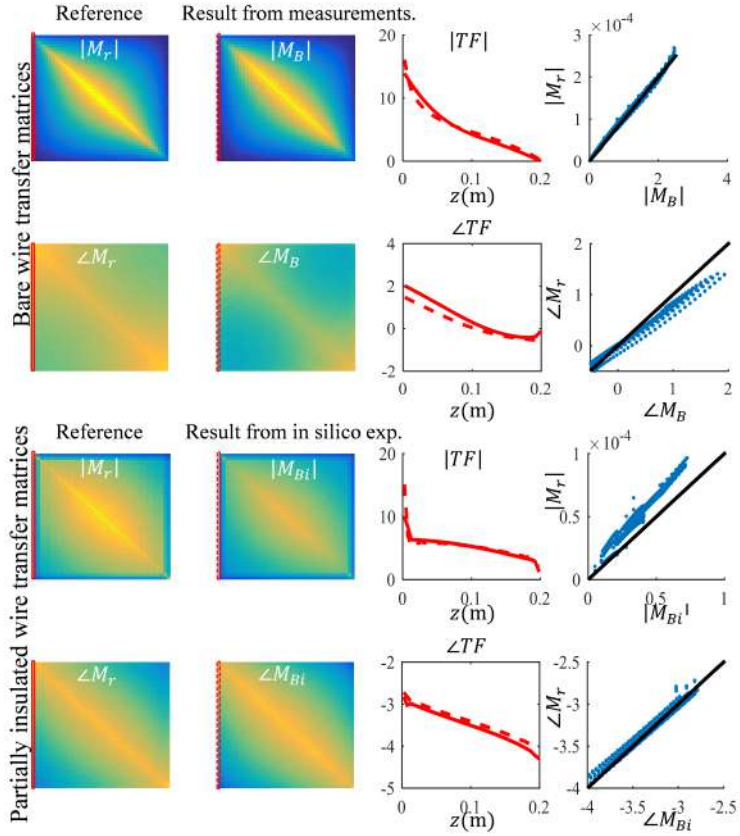 Reference
Result from measurements.
Bare wire transfer matrices
|M_r|
|M_B|
|TF|
20
10
0
0
0.1
0.2
z(m)
×10⁻⁴
3
2
1
0
|M_r|
0
2
4
|M_B|
∠M_r
∠M_B
∠TF
4
2
0
-2
0
0.1
0.2
z(m)
2
1
0
∠M_r
0
1
2
∠M_B
Reference
Result from in silico exp.
Partially insulated wire transfer matrices
|M_r|
|M_Bi|
|TF|
20
10
0
0
0.1
0.2
z(m)
×10⁻⁴
1
0.5
0
|M_r|
0
0.5
1
|M_Bi|
∠M_r
∠M_Bi
∠TF
-2
-3
-4
-5
0
0.1
0.2
z(m)
-2.5
-3
-3.5
-4
∠M_r
-4
-3.5
-3
-2.5
∠M_Bi